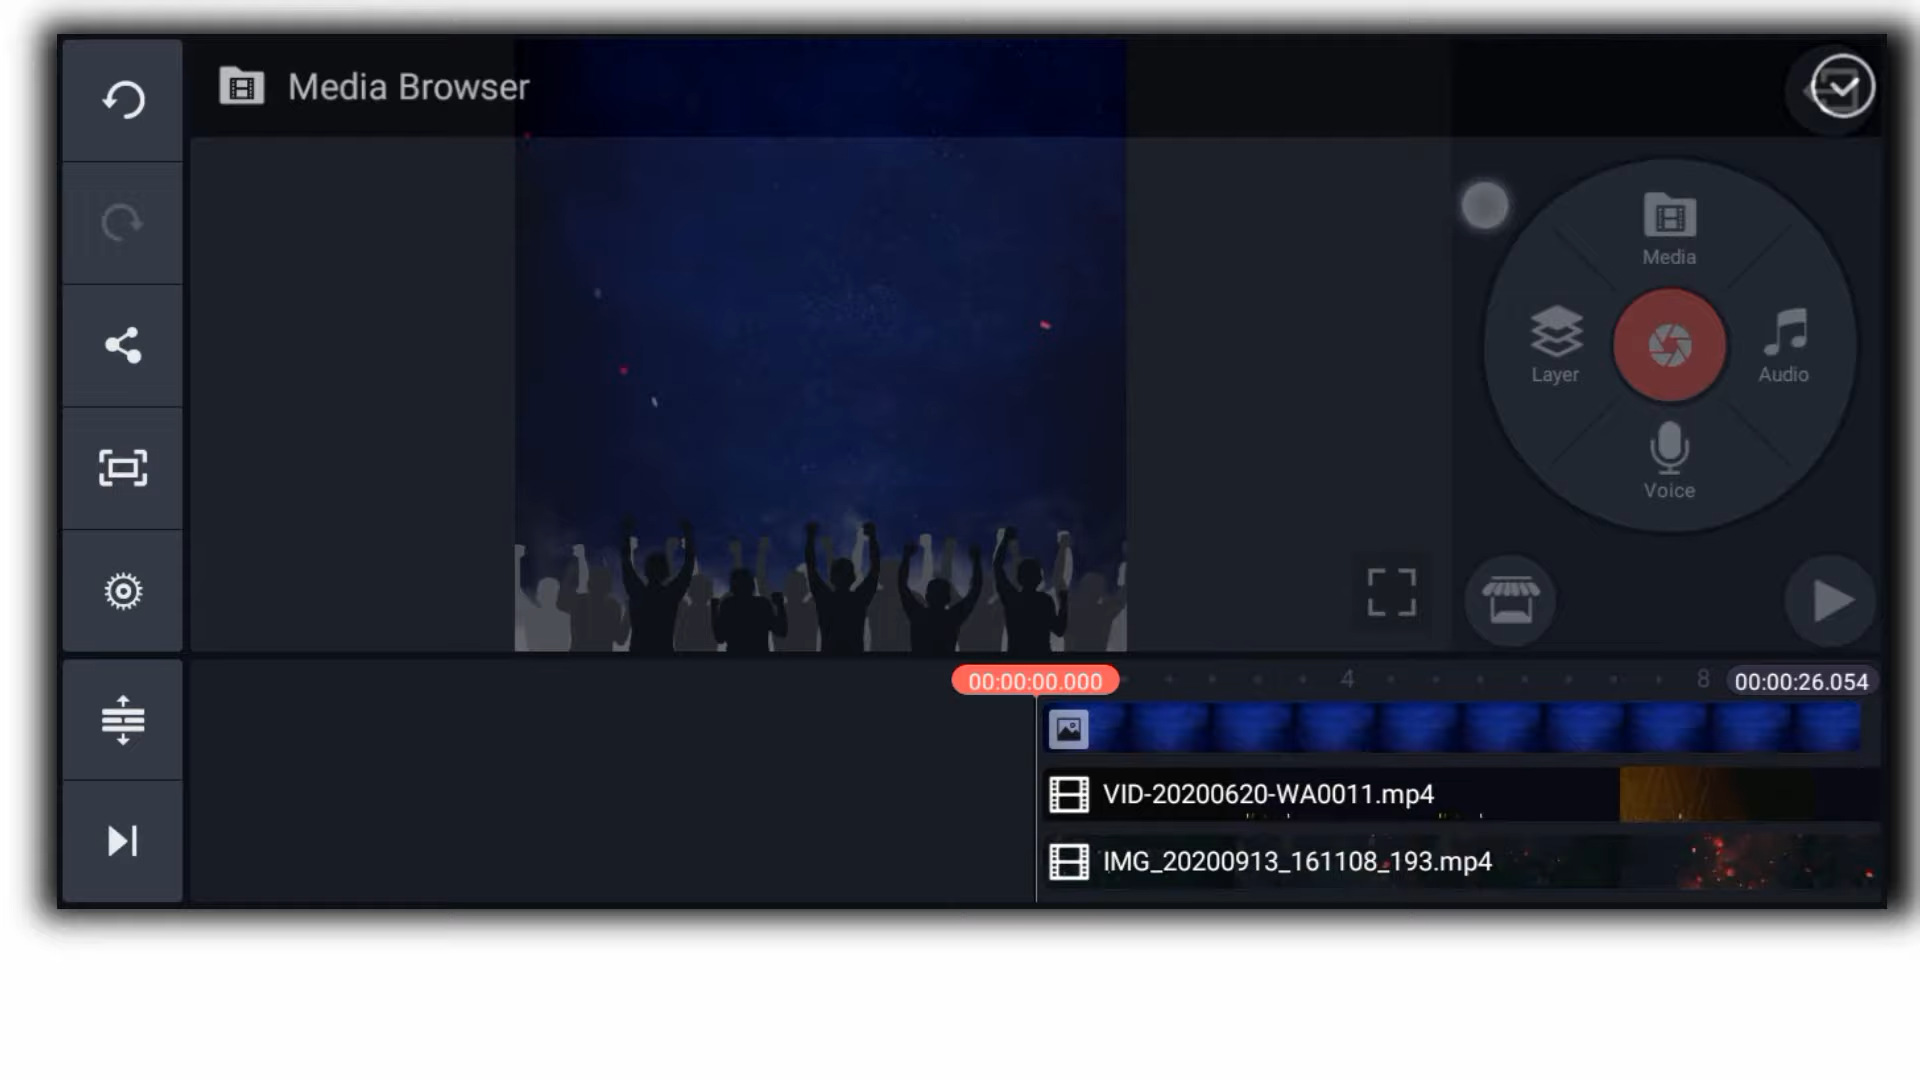 Media Browser
Media
Layer
Audio
Voice
00:00:00.000
4
8
00:00:26.054
VID-20200620-WA0011.mp4
IMG_20200913_161108_193.mp4